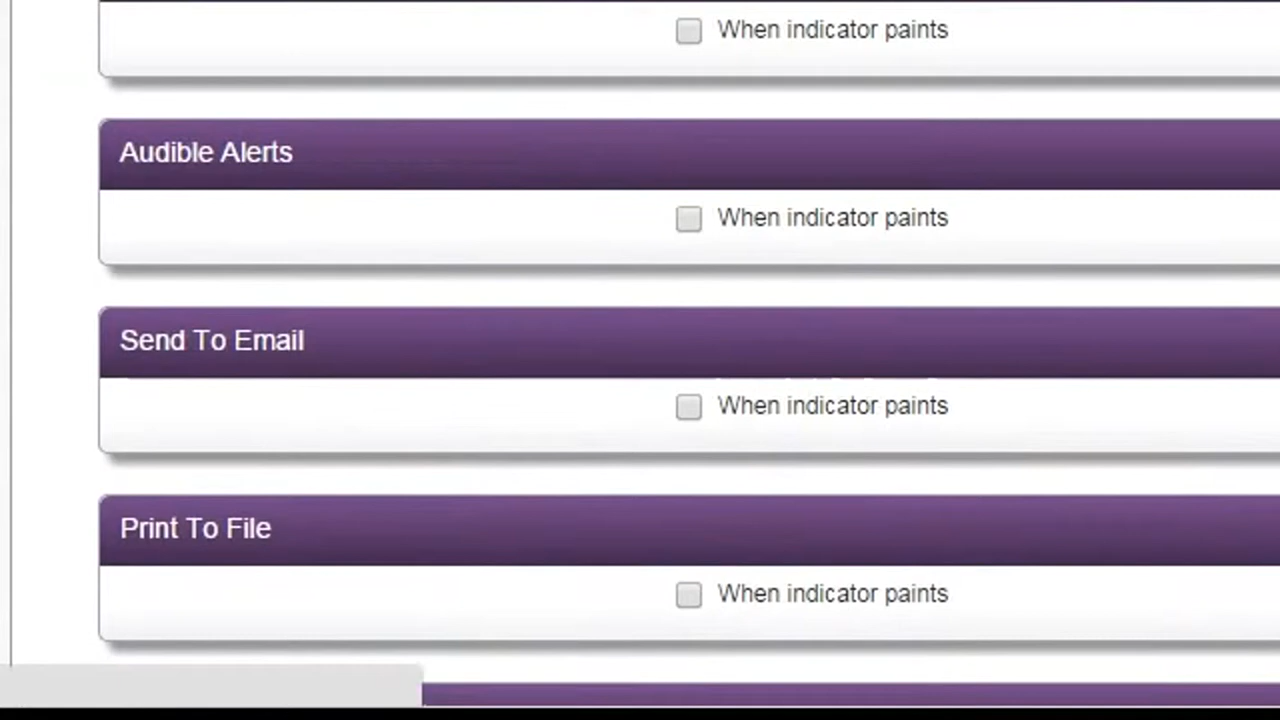 When indicator paints
Audible Alerts
When indicator paints
Send To Email
When indicator paints
Print To File
When indicator paints